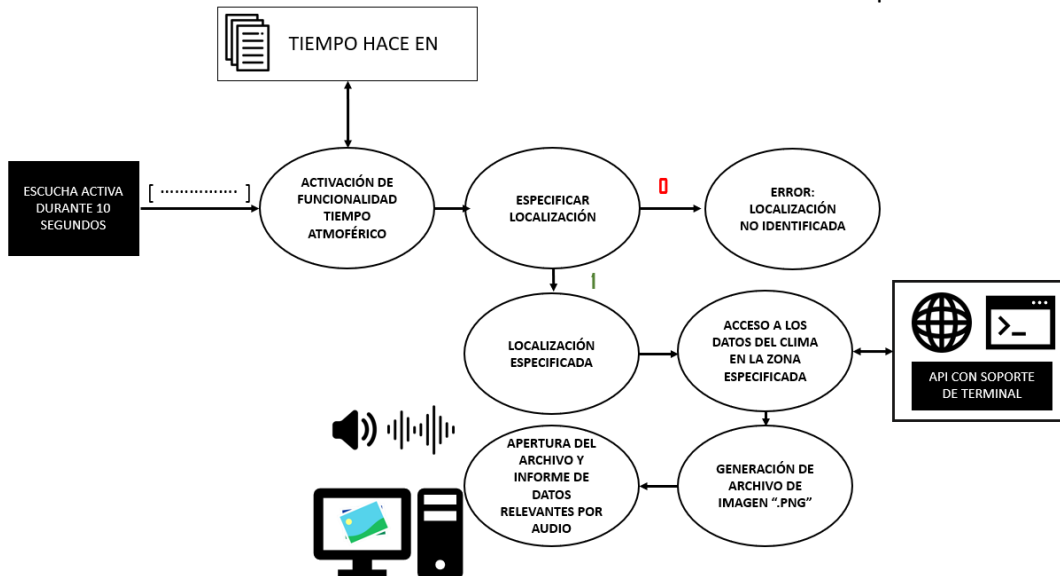 TIEMPO HACE EN
ESCUCHA ACTIVA
DURANTE 10
SEGUNDOS
[ ................ ]
ACTIVACIÓN DE
FUNCIONALIDAD
TIEMPO
ATMOFÉRICO
ESPECIFICAR
LOCALIZACIÓN
0
ERROR:
LOCALIZACIÓN
NO IDENTIFICADA
1
LOCALIZACIÓN
ESPECIFICADA
ACCESO A LOS
DATOS DEL CLIMA
EN LA ZONA
ESPECIFICADA
>_
API CON SOPORTE
DE TERMINAL
APERTURA DEL
ARCHIVO Y
INFORME DE
DATOS
RELEVANTES POR
AUDIO
GENERACIÓN DE
ARCHIVO DE
IMAGEN “.PNG”